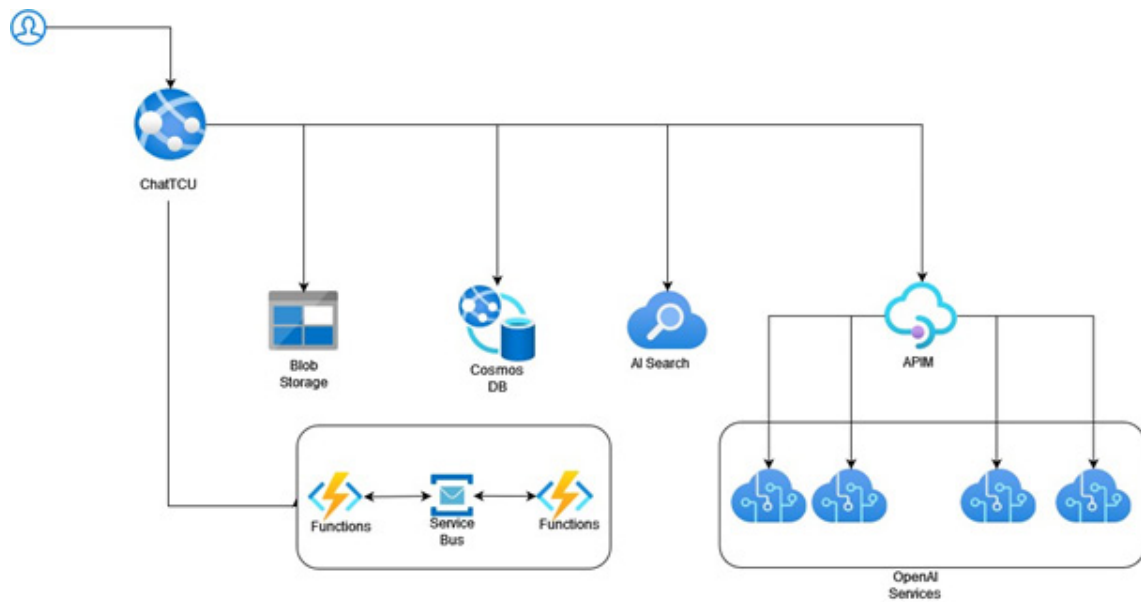 ChatTCU
Blob
Storage
Cosmos
DB
AI Search
APIM
Functions
Service
Bus
Functions
OpenAI
Services